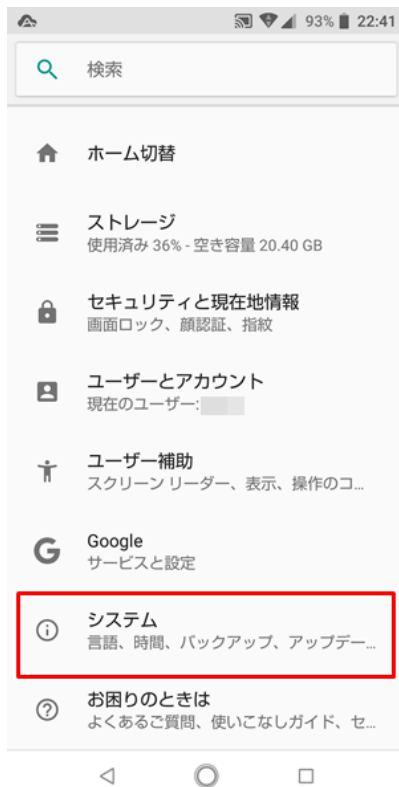 93% 22:41
検索
ホーム切替
ストレージ
使用済み 36% - 空き容量 20.40 GB
セキュリティと現在地情報
画面ロック、顔認証、指紋
ユーザーとアカウント
現在のユーザー:
ユーザー補助
スクリーン リーダー、表示、操作のコ...
Google
サービスと設定
システム
言語、時間、バックアップ、アップデー...
お困りのときは
よくあるご質問、使いこなしガイド、セ...